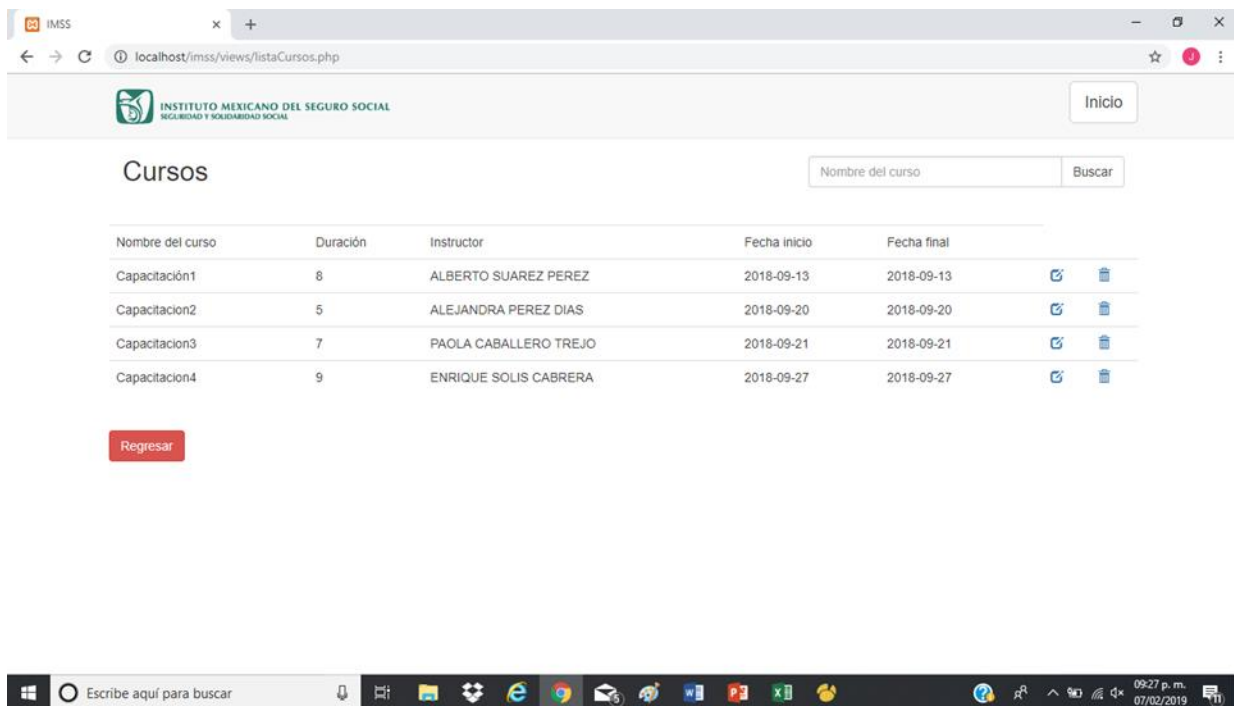 IMSS
localhost/imss/views/listaCursos.php
J
INSTITUTO MEXICANO DEL SEGURO SOCIAL
SEGURIDAD Y SOLIDARIDAD SOCIAL
Inicio
Cursos
Nombre del curso
Buscar
Nombre del curso Duración Instructor Fecha inicio Fecha final
Capacitación1 8 ALBERTO SUAREZ PEREZ 2018-09-13 2018-09-13
Capacitacion2 5 ALEJANDRA PEREZ DIAS 2018-09-20 2018-09-20
Capacitacion3 7 PAOLA CABALLERO TREJO 2018-09-21 2018-09-21
Capacitacion4 9 ENRIQUE SOLIS CABRERA 2018-09-27 2018-09-27
Regresar
Escribe aquí para buscar
09:27 p. m.
07/02/2019